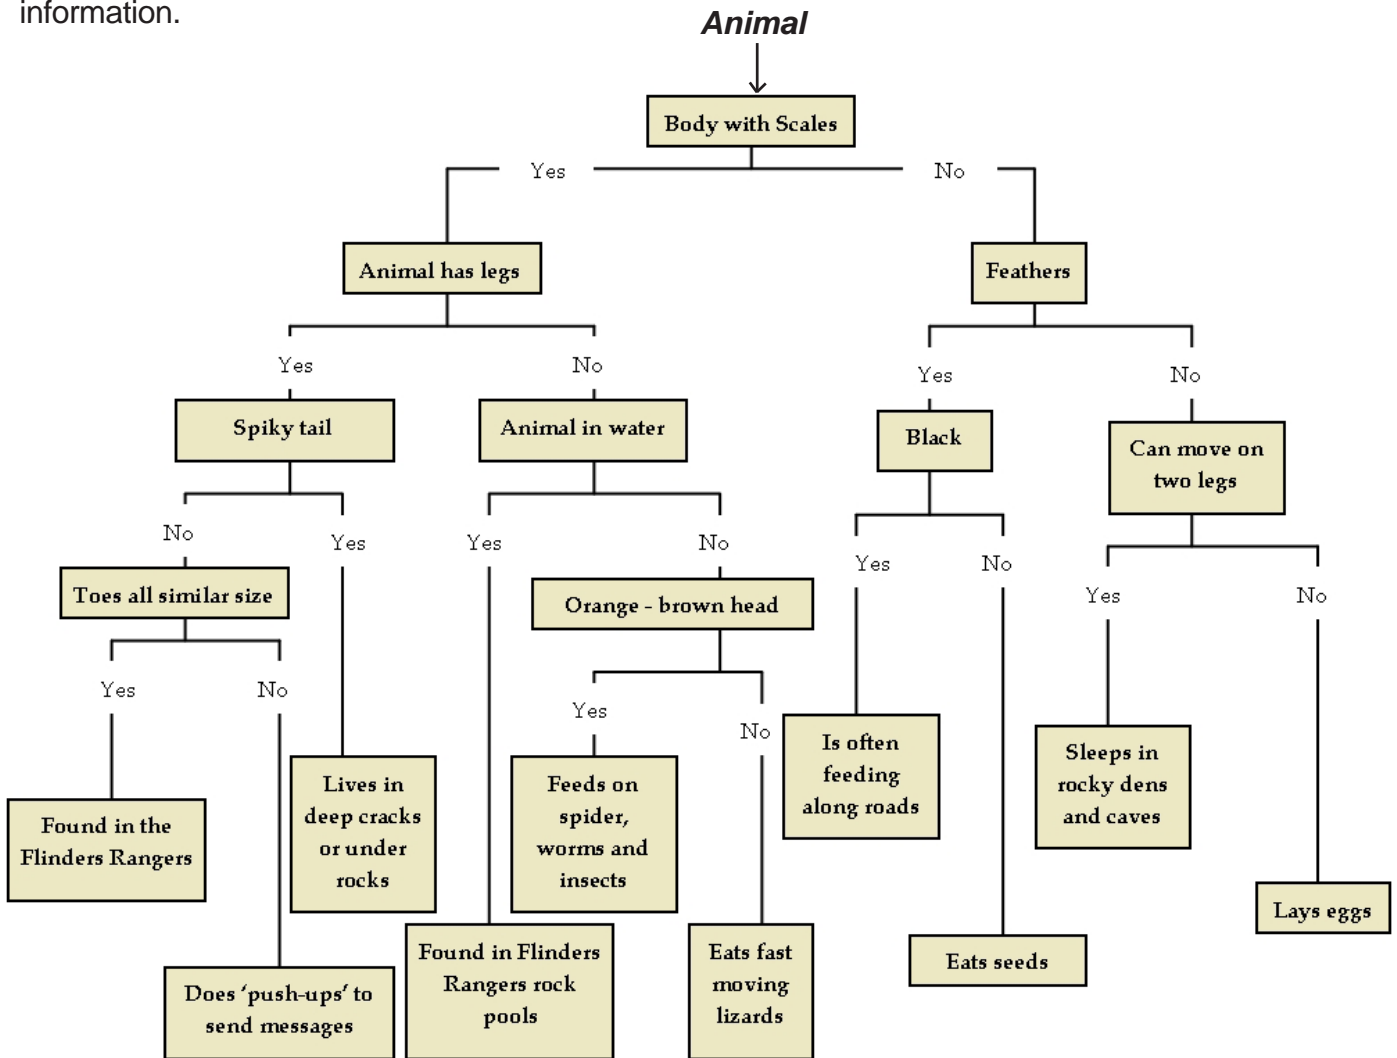 information.
Animal
Body with Scales
Yes
No
Animal has legs
Feathers
Yes
No
Yes
No
Spiky tail
Animal in water
Black
Can move on
two legs
No
Yes
Yes
No
Yes
No
Yes
No
Toes all similar size
Orange - brown head
Yes
No
Yes
No
Is often
feeding
along roads
Sleeps in
rocky dens
and caves
Lives in
deep cracks
or under
rocks
Feeds on
spider,
worms and
insects
Found in the
Flinders Rangers
Lays eggs
Found in Flinders
Rangers rock
pools
Eats fast
moving
lizards
Eats seeds
Does ‘push-ups’ to
send messages